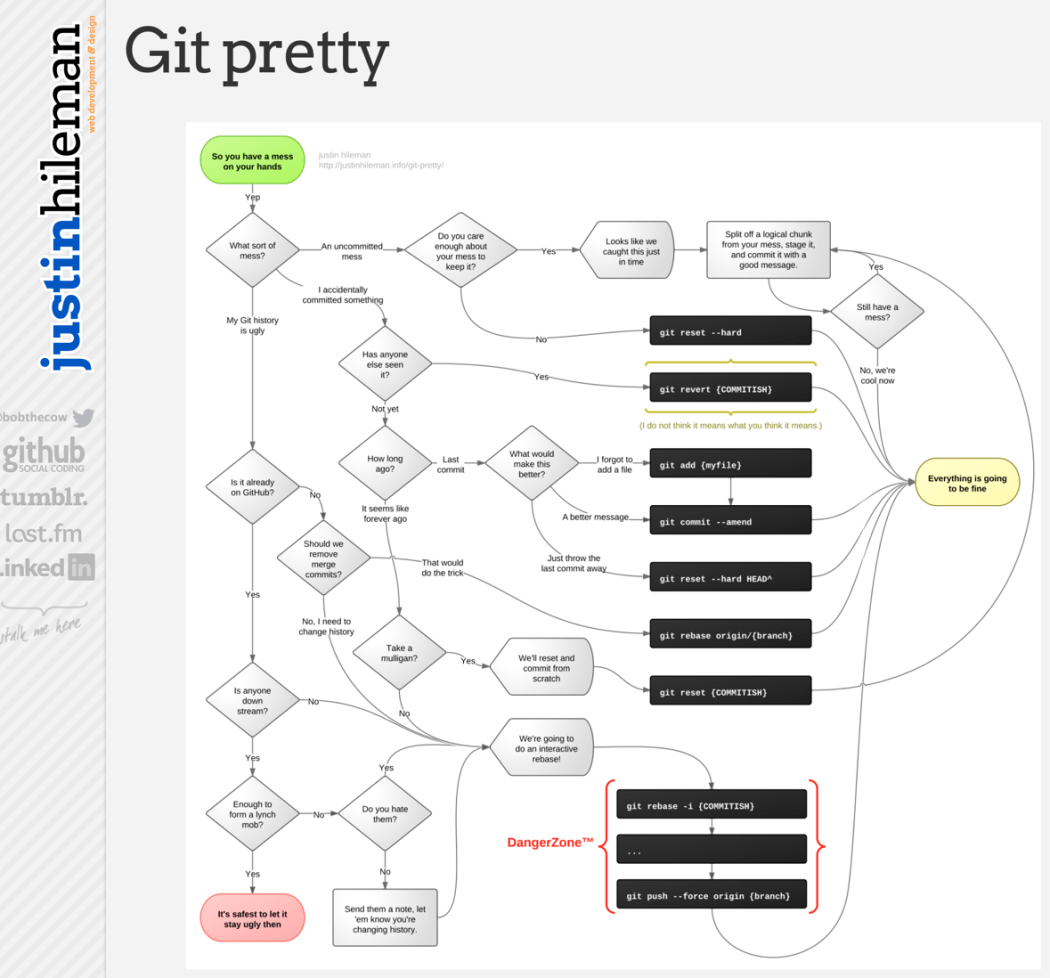 Git pretty
justinhileman
web development & design
@bobthecow
github
SOCIAL CODING
tumblr.
last.fm
Linked in
stalk me here
So you have a mess
on your hands
justin hileman
http://justinhileman.info/git-pretty/
Yep
What sort of
mess?
An uncommitted
mess
Do you care
enough about
your mess to
keep it?
Yes
Looks like we
caught this just
in time
Split off a logical chunk
from your mess, stage it,
and commit it with a
good message.
Yes
Still have a
mess?
No, we're
cool now
I accidentally
committed something
My Git history
is ugly
No
git reset --hard
Has anyone
else seen
it?
Yes
git revert {COMMITISH}
(I do not think it means what you think it means.)
Not yet
How long
ago?
Last
commit
What would
make this
better?
I forgot to
add a file
git add {myfile}
A better message
git commit --amend
Just throw the
last commit away
git reset --hard HEAD^
Everything is going
to be fine
It seems like
forever ago
Is it already
on GitHub?
No
Should we
remove
merge
commits?
That would
do the trick
git rebase origin/{branch}
Yes
No, I need to
change history
Take a
mulligan?
Yes
We'll reset and
commit from
scratch
git reset {COMMITISH}
No
Is anyone
down
stream?
No
We're going to
do an interactive
rebase!
Yes
Enough to
form a lynch
mob?
No
Do you hate
them?
Yes
No
Send them a note, let
'em know you're
changing history.
Yes
It's safest to let it
stay ugly then
DangerZone™
git rebase -i {COMMITISH}
...
git push --force origin {branch}